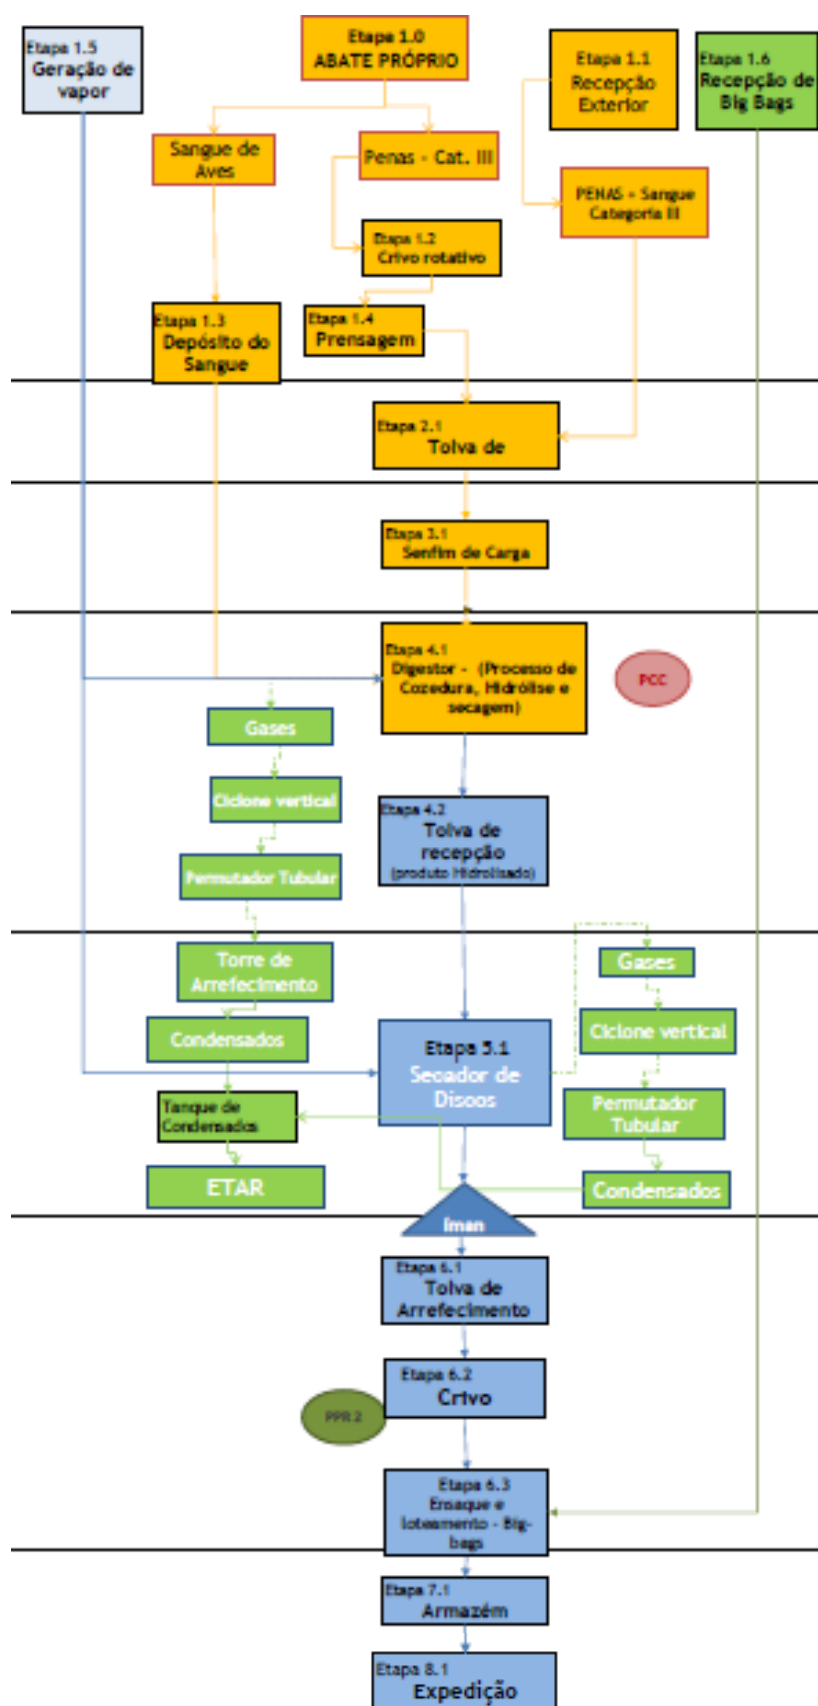 Etapa 1.5
Geração de
vapor
Etapa 1.0
ABATE PRÓPRIO
Etapa 1.1
Recepção
Exterior
Etapa 1.6
Recepção de
Big Bags
Sangue de
Aves
Penas - Cat. III
PENAS - Sangue
Categoria III
Etapa 1.2
Crivo rotativo
Etapa 1.3
Depósito do
Sangue
Etapa 1.4
Prensagem
Etapa 2.1
Tolva de
Etapa 3.1
Senfim de Carga
Etapa 4.1
Digestor - (Processo de
Cozedura, Hidrólise e
secagem)
PCC
Gases
Ciclone vertical
Permutador Tubular
Etapa 4.2
Tolva de
recepção
(produto Hidrolisado)
Torre de
Arrefecimento
Condensados
Tanque de
Condensados
ETAR
Etapa 5.1
Secador de
Discos
Gases
Ciclone vertical
Permutador
Tubular
Condensados
Iman
Etapa 6.1
Tolva de
Arrefecimento
Etapa 6.2
Crivo
PPR 2
Etapa 6.3
Ensaque e
loteamento - Big-
bags
Etapa 7.1
Armazém
Etapa 8.1
Expedição